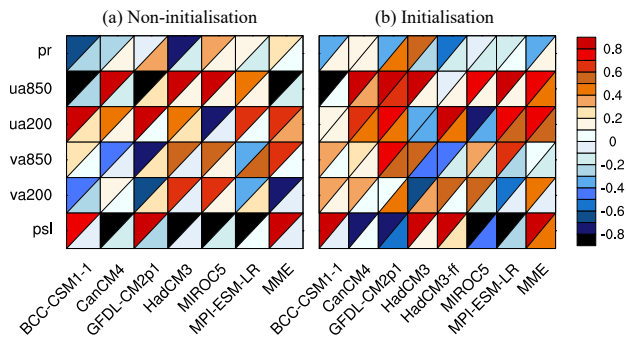 (a) Non-initialisation
(b) Initialisation
pr
ua850
ua200
va850
va200
psl
BCC-CSM1-1
CanCM4
GFDL-CM2p1
HadCM3
MIROC5
MPI-ESM-LR
MME
BCC-CSM1-1
CanCM4
GFDL-CM2p1
HadCM3
HadCM3-ff
MIROC5
MPI-ESM-LR
MME
0.8
0.6
0.4
0.2
0
-0.2
-0.4
-0.6
-0.8